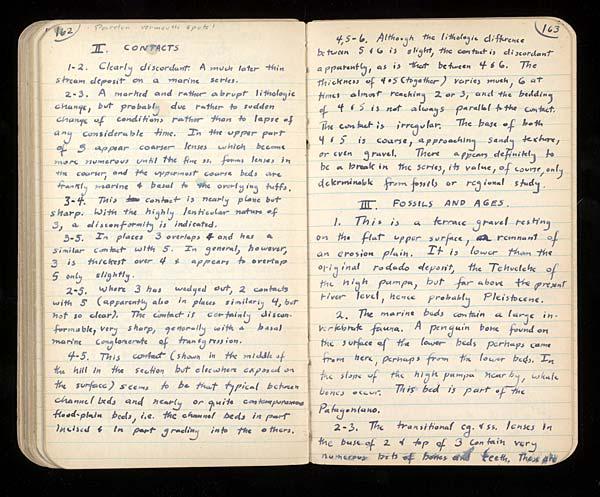 162
Pardon vermouth spots!
II. CONTACTS
1-2. Clearly discordant. A much later thin
stream deposit on a marine series.
2-3. A marked and rather abrupt lithologic
change, but probably due rather to sudden
change of conditions rather than to lapse of
any considerable time. In the upper part
of 3 appear coarser lenses which become
more numerous until the fine ss. forms lenses in
the coarser, and the uppermost coarse beds are
frankly marine & basal to the overlying tuffs.
3-4. This contact is nearly plane but
sharp. With the highly lenticular nature of
3, a disconformity is indicated.
3-5. In places 3 overlaps 4 and has a
similar contact with 5. In general, however,
3 is thickest over 4 & appears to overlap
5 only slightly.
2-5. Where 3 has wedged out, 2 contacts
with 5 (apparently also in places similarly 4, but
not so clear). The contact is certainly discon-
formable, very sharp, generally with a basal
marine conglomerate of transgression.
4-5. This contact (shown in the middle of
the hill in the section but elsewhere exposed on
the surface) seems to be that typical between
channel beds and nearly or quite contemporaneous
flood-plain beds, i.e. the channel beds in part
incised & in part grading into the others.
163
4,5-6. Although the lithologic difference
between 5 & 6 is slight, the contact is discordant
apparently, as is that between 4 & 6. The
thickness of 4+5 (together) varies much, 6 at
times almost reaching 2 or 3, and the bedding
of 4 & 5 is not always parallel to the contact.
The contact is irregular. The base of both
4 & 5 is coarse, approaching sandy texture,
or even gravel. There appears definitely to
be a break in the series, its value, of course, only
determinable from fossils or regional study.
III. FOSSILS AND AGES.
1. This is a terrace gravel resting
on the flat upper surface, remnant of
an erosion plain. It is lower than the
original rodado deposit, the Tehuelche of
the high pampa, but far above the present
river level, hence probably Pleistocene.
2. The marine beds contain a large in-
vertebrate fauna. A penguin bone found on
the surface of the lower beds perhaps came
from here, perhaps from the lower beds. In
the slope of the high pampa nearby, whale
bones occur. This bed is part of the
Patagoniano.
2-3. The transitional cg. & ss. lenses in
the base of 2 & top of 3 contain very
numerous bits of bones and teeth. These are